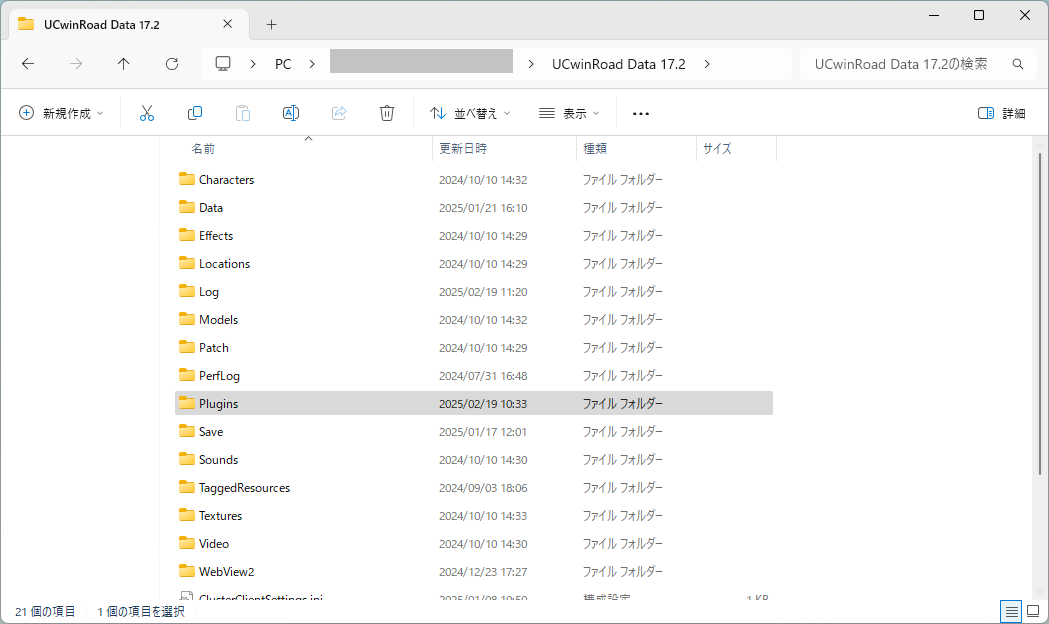 UCwinRoad Data 17.2
PC
UCwinRoad Data 17.2
UCwinRoad Data 17.2の検索
新規作成
並べ替え
表示
詳細
名前 更新日時 種類 サイズ
Characters 2024/10/10 14:32 ファイル フォルダー
Data 2025/01/21 16:10 ファイル フォルダー
Effects 2024/10/10 14:29 ファイル フォルダー
Locations 2024/10/10 14:29 ファイル フォルダー
Log 2025/02/19 11:20 ファイル フォルダー
Models 2024/10/10 14:32 ファイル フォルダー
Patch 2024/10/10 14:29 ファイル フォルダー
PerfLog 2024/07/31 16:48 ファイル フォルダー
Plugins 2025/02/19 10:33 ファイル フォルダー
Save 2025/01/17 12:01 ファイル フォルダー
Sounds 2024/10/10 14:30 ファイル フォルダー
TaggedResources 2024/09/03 18:06 ファイル フォルダー
Textures 2024/10/10 14:33 ファイル フォルダー
Video 2024/10/10 14:30 ファイル フォルダー
WebView2 2024/12/23 17:27 ファイル フォルダー
ClusterClientSettings.ini 2025/01/08 10:50 構成設定 1 KB
21 個の項目 1 個の項目を選択